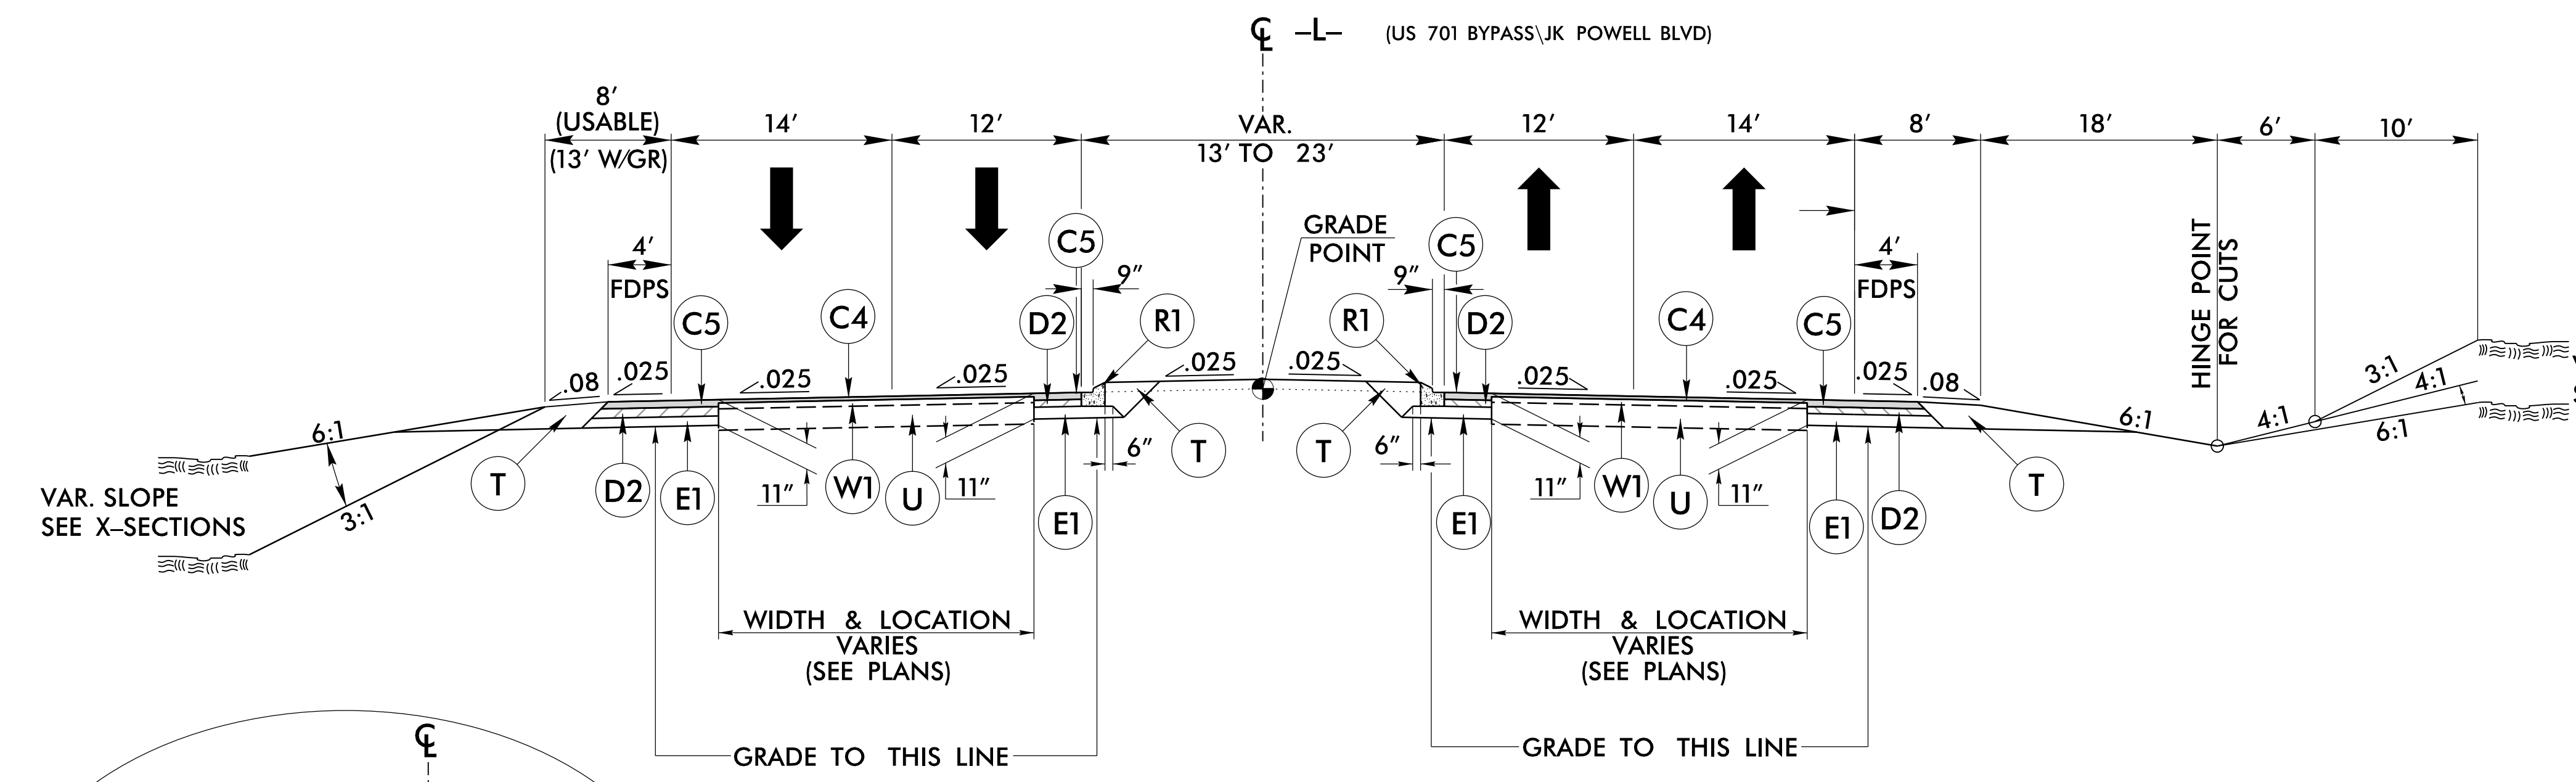 ℄ –L– (US 701 BYPASS\JK POWELL BLVD)
8'
(USABLE)
(13' W/GR)
14'
12'
VAR.
13' TO 23'
12'
14'
8'
18'
6'
10'
4'
FDPS
C5
9"
GRADE
POINT
C5
9"
4'
FDPS
HINGE POINT
FOR CUTS
C5
C4
D2
R1
R1
D2
C4
C5
.08
.025
.025
.025
.025
.025
.025
.025
.025
.08
6:1
3:1
6:1
4:1
3:1
4:1
6:1
VAR. SLOPE
SEE X–SECTIONS
T
D2
E1
11"
W1
U
11"
E1
6"
T
T
6"
E1
11"
W1
U
11"
E1
D2
T
WIDTH & LOCATION
VARIES
(SEE PLANS)
WIDTH & LOCATION
VARIES
(SEE PLANS)
GRADE TO THIS LINE
GRADE TO THIS LINE
℄